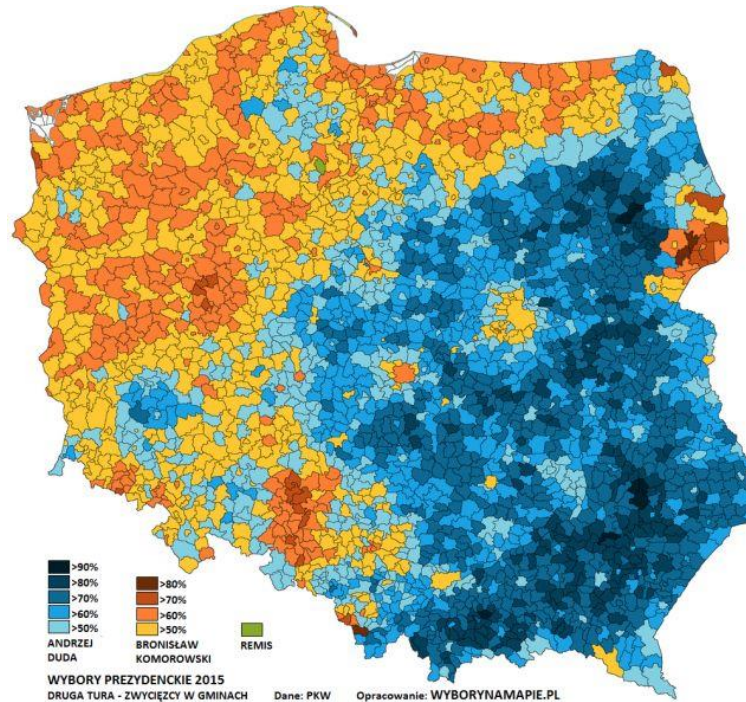 >90%
>80% >80%
>70% >70%
>60% >60%
>50% >50%
ANDRZEJ DUDA
BRONISŁAW KOMOROWSKI
REMIS
WYBORY PREZYDENCKIE 2015
DRUGA TURA - ZWYCIĘZCY W GMINACH Dane: PKW Opracowanie: WYBORYNAMAPIE.PL